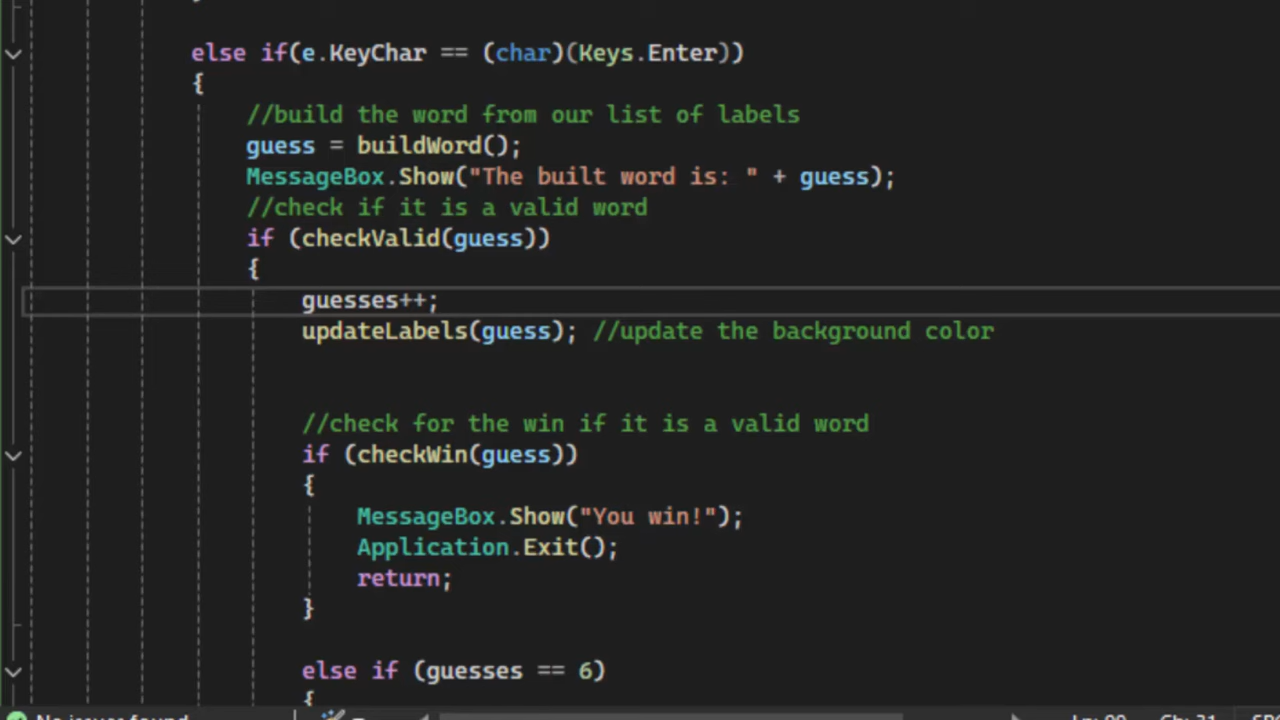 else if(e.KeyChar == (char)(Keys.Enter))
{
//build the word from our list of labels
guess = buildWord();
MessageBox.Show("The built word is: " + guess);
//check if it is a valid word
if (checkValid(guess))
{
guesses++;
updateLabels(guess); //update the background color
//check for the win if it is a valid word
if (checkWin(guess))
{
MessageBox.Show("You win!");
Application.Exit();
return;
}
else if (guesses == 6)
{
No issues found